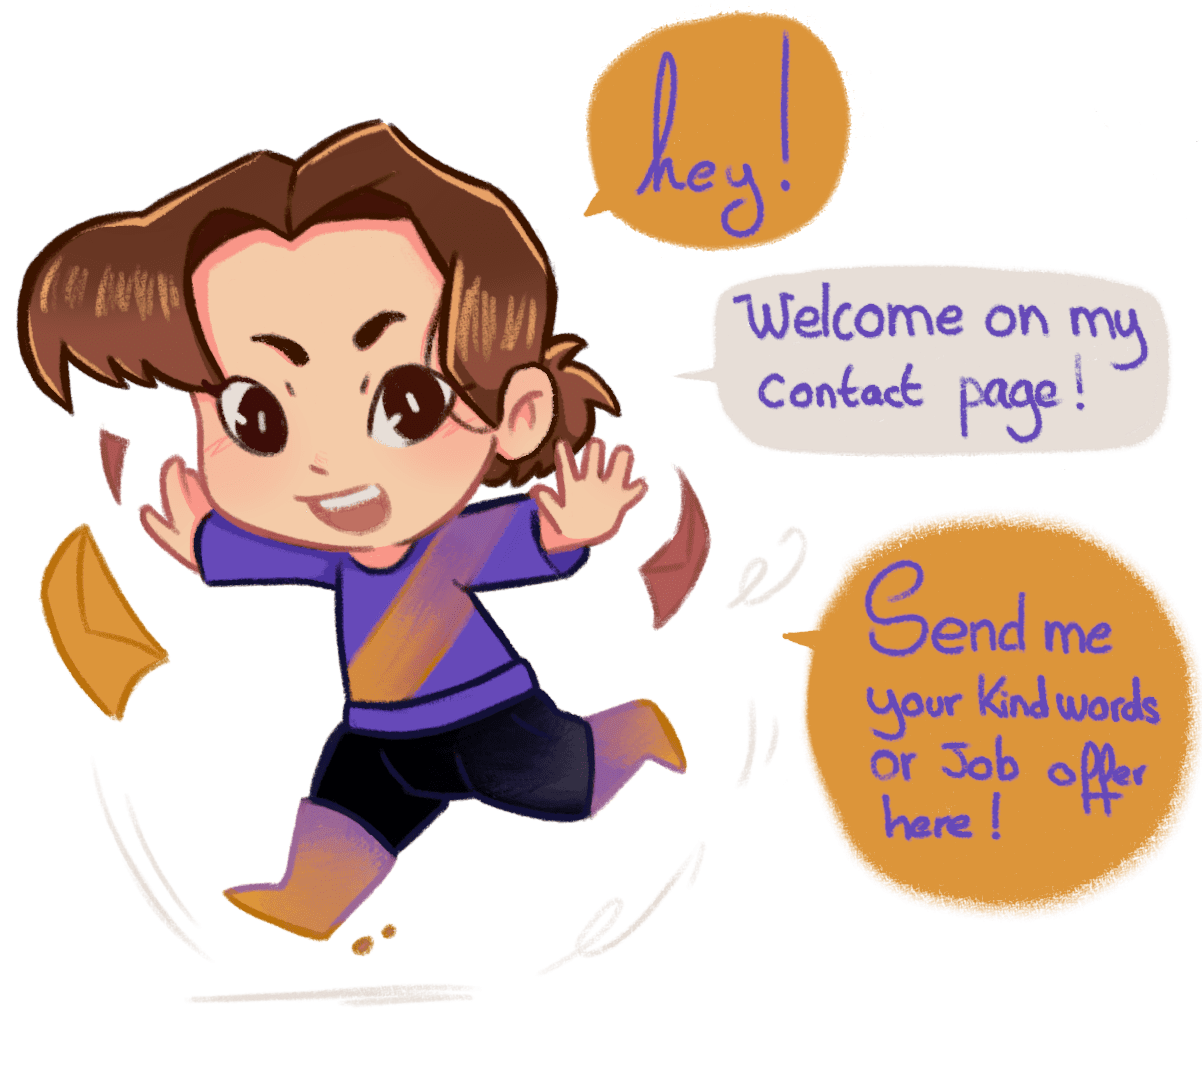 hey!
Welcome on my
contact page!
Send me
your Kind words
or Job offer
here!